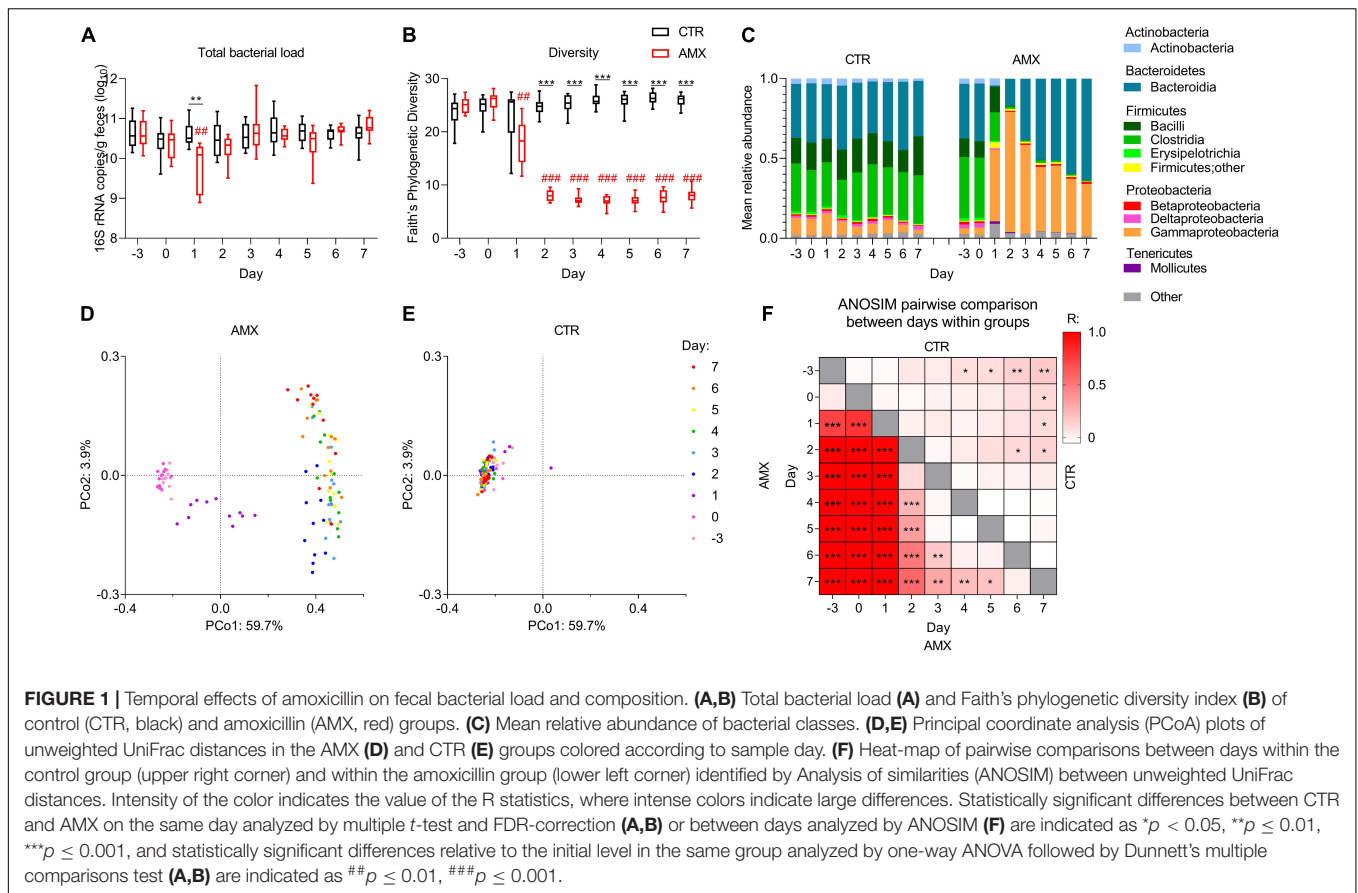 A
Total bacterial load
16S rRNA copies/g feces (log10)
12
11
10
9
8
**
##
-3 0 1 2 3 4 5 6 7
Day
B
Diversity
CTR
AMX
Faith's Phylogenetic Diversity
30
20
10
0
##
*** *** *** *** *** ***
### ### ### ### ### ###
-3 0 1 2 3 4 5 6 7
Day
C
CTR AMX
Mean relative abundance
1.0
0.5
0.0
-3 0 1 2 3 4 5 6 7 -3 0 1 2 3 4 5 6 7
Day
Actinobacteria
Actinobacteria
Bacteroidetes
Bacteroidia
Firmicutes
Bacilli
Clostridia
Erysipelotrichia
Firmicutes;other
Proteobacteria
Betaproteobacteria
Deltaproteobacteria
Gammaproteobacteria
Tenericutes
Mollicutes
Other
D
AMX
PCo2: 3.9%
0.3
0.0
-0.3
-0.4 0.0 0.4
PCo1: 59.7%
E
CTR
PCo2: 3.9%
0.3
0.0
-0.3
-0.4 0.0 0.4
PCo1: 59.7%
Day:
7
6
5
4
3
2
1
0
-3
F
ANOSIM pairwise comparison
between days within groups
CTR
R:
1.0
0.5
0
CTR
AMX
Day
-3 * * ** **
0 *
1 *** *** *
2 *** *** *** * *
3 *** *** ***
4 *** *** *** ***
5 *** *** *** ***
6 *** *** *** *** **
7 *** *** *** *** ** ** *
-3 0 1 2 3 4 5 6 7
Day
AMX
FIGURE 1 | Temporal effects of amoxicillin on fecal bacterial load and composition. (A,B) Total bacterial load (A) and Faith's phylogenetic diversity index (B) of
control (CTR, black) and amoxicillin (AMX, red) groups. (C) Mean relative abundance of bacterial classes. (D,E) Principal coordinate analysis (PCoA) plots of
unweighted UniFrac distances in the AMX (D) and CTR (E) groups colored according to sample day. (F) Heat-map of pairwise comparisons between days within the
control group (upper right corner) and within the amoxicillin group (lower left corner) identified by Analysis of similarities (ANOSIM) between unweighted UniFrac
distances. Intensity of the color indicates the value of the R statistics, where intense colors indicate large differences. Statistically significant differences between CTR
and AMX on the same day analyzed by multiple t-test and FDR-correction (A,B) or between days analyzed by ANOSIM (F) are indicated as *p < 0.05, **p ≤ 0.01,
***p ≤ 0.001, and statistically significant differences relative to the initial level in the same group analyzed by one-way ANOVA followed by Dunnett's multiple
comparisons test (A,B) are indicated as ##p ≤ 0.01, ###p ≤ 0.001.